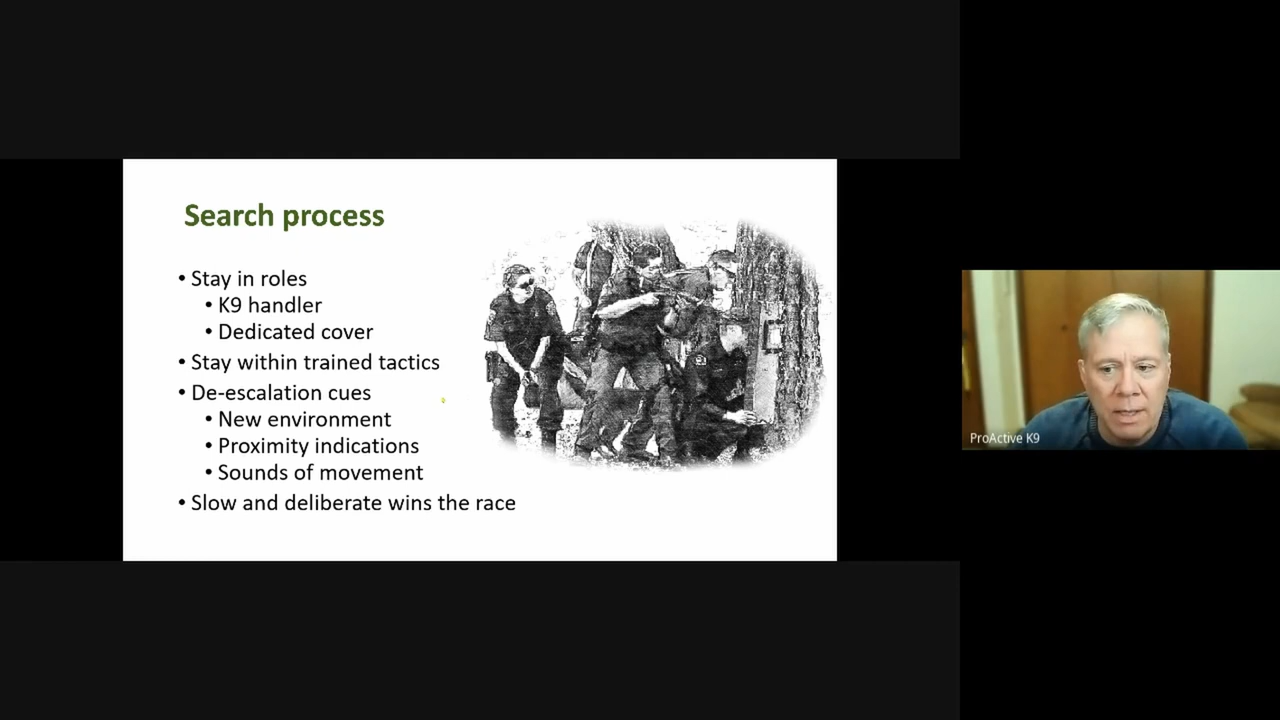 Search process
• Stay in roles
• K9 handler
• Dedicated cover
• Stay within trained tactics
• De-escalation cues
• New environment
• Proximity indications
• Sounds of movement
• Slow and deliberate wins the race
ProActive K9